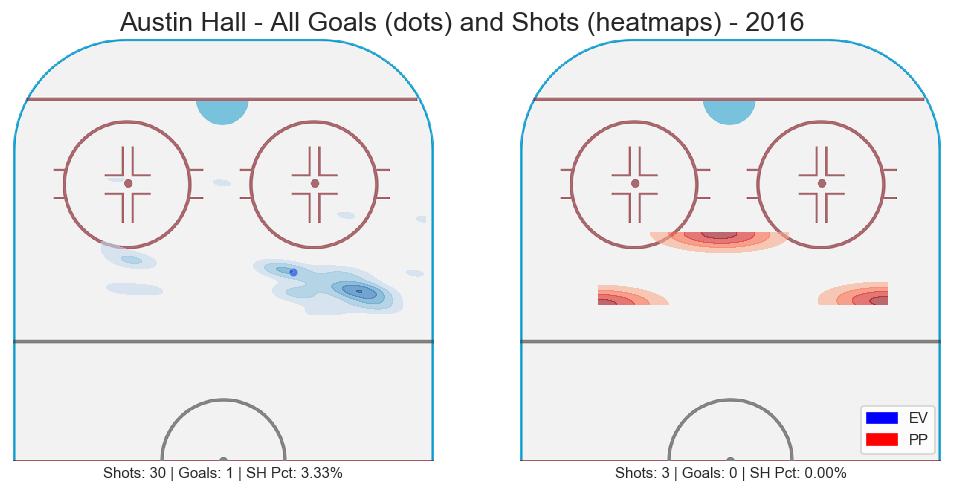 Austin Hall - All Goals (dots) and Shots (heatmaps) - 2016
EV
PP
Shots: 30 | Goals: 1 | SH Pct: 3.33%
Shots: 3 | Goals: 0 | SH Pct: 0.00%